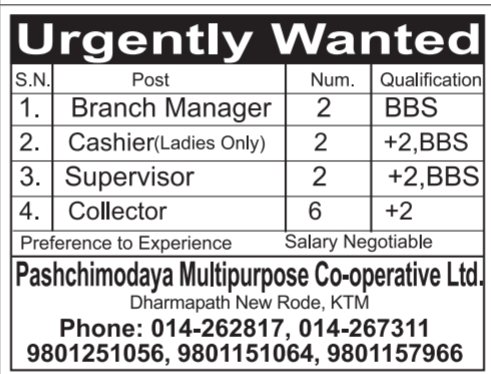 Urgently Wanted
S.N. Post Num. Qualification
1. Branch Manager 2 BBS
2. Cashier(Ladies Only) 2 +2,BBS
3. Supervisor 2 +2,BBS
4. Collector 6 +2
Preference to Experience Salary Negotiable
Pashchimodaya Multipurpose Co-operative Ltd.
Dharmapath New Rode, KTM
Phone: 014-262817, 014-267311
9801251056, 9801151064, 9801157966